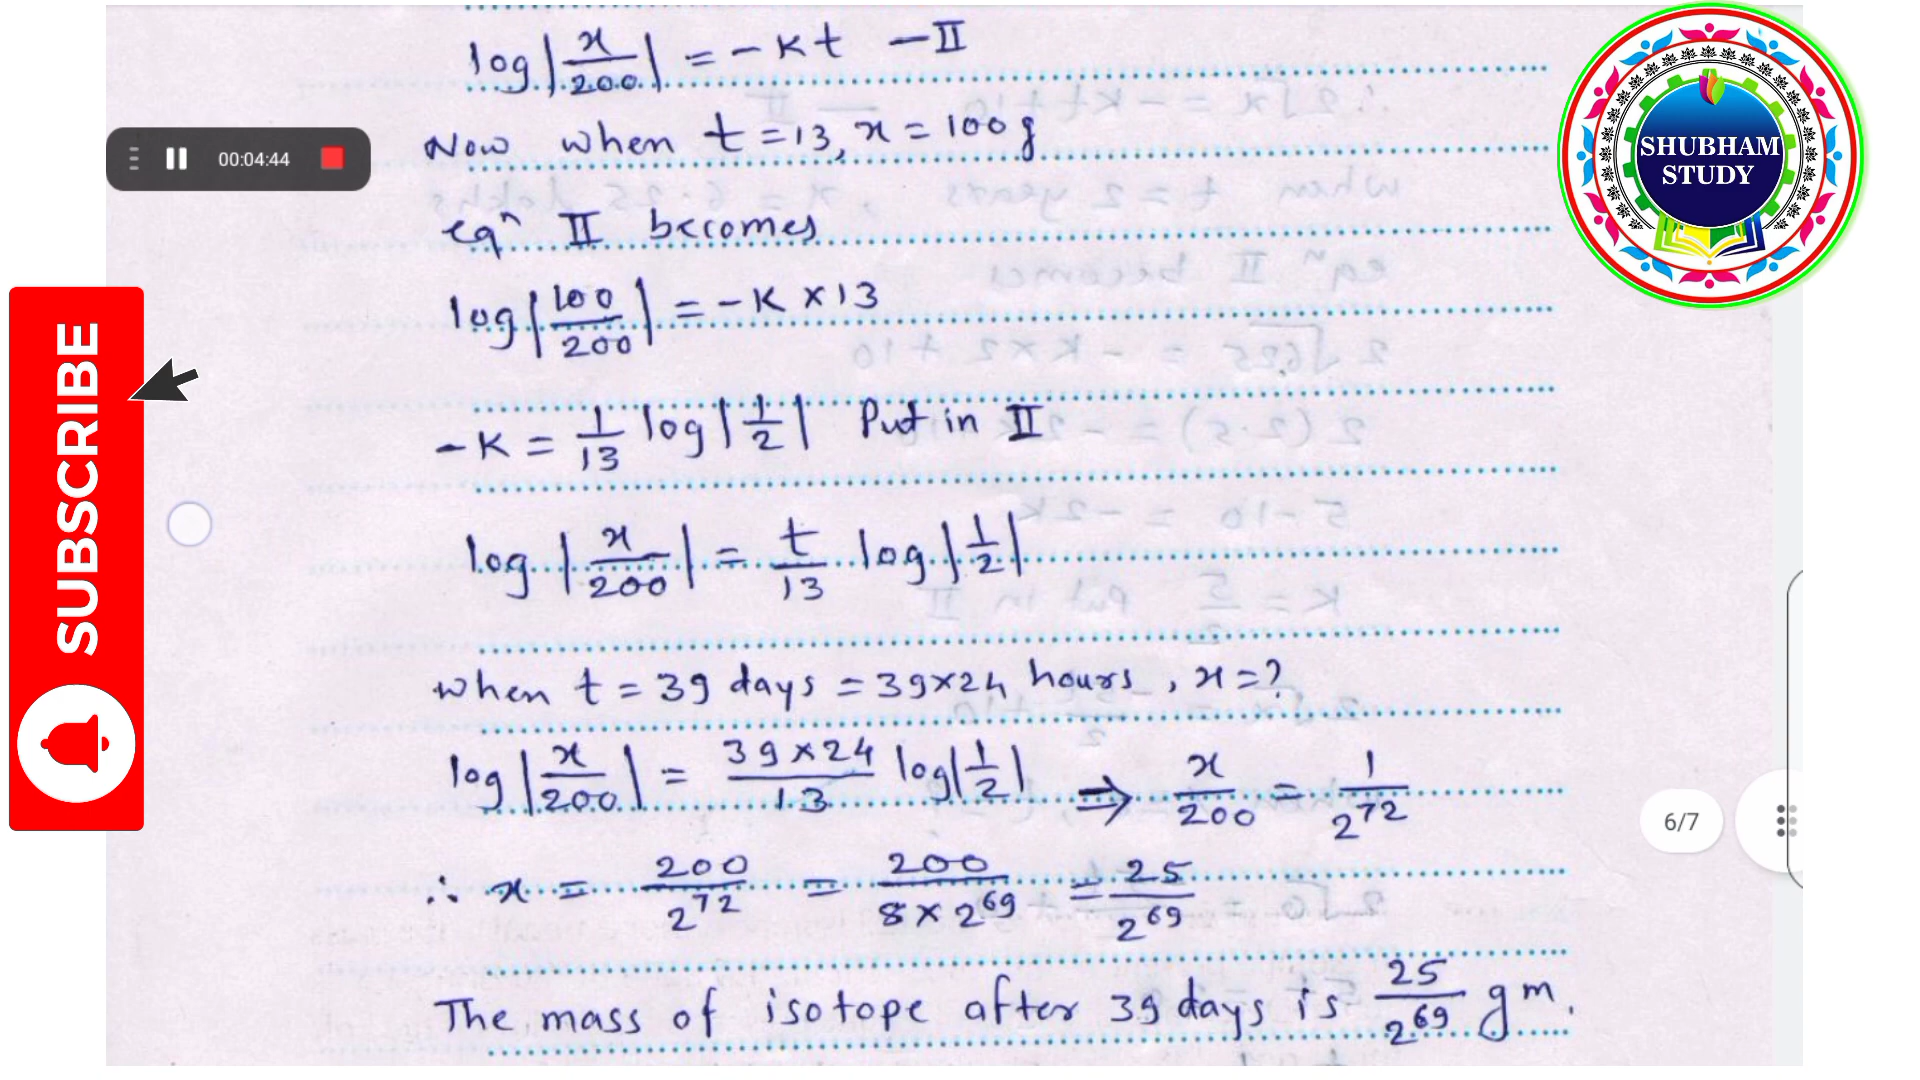 log|x/200| = -kt -II
Now when t=13, x=100g
eqn II becomes
log|100/200| = -k×13
-k = 1/13 log|1/2| Put in II
log|x/200| = t/13 log|1/2|
when t = 39 days = 39×24 hours, x=?
log|x/200| = 39×24/13 log|1/2| ⇒ x/200 = 1/2^72
∴ x = 200/2^72 = 200/8×2^69 = 25/2^69
The mass of isotope after 39 days is 25/2^69 gm.
00:04:44
SUBSCRIBE
SHUBHAM
STUDY
6/7